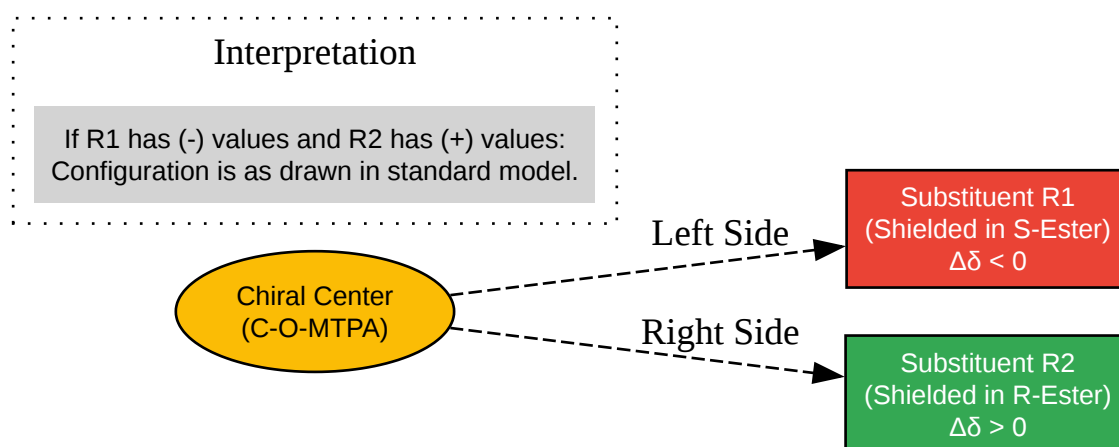 Interpretation
If R1 has (-) values and R2 has (+) values:
Configuration is as drawn in standard model.
Left Side
Substituent R1
(Shielded in S-Ester)
Δδ < 0
Chiral Center
(C-O-MTPA)
Right Side
Substituent R2
(Shielded in R-Ester)
Δδ > 0